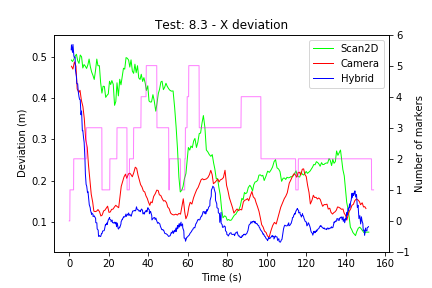 Test: 8.3 - X deviation
Scan2D
Camera
Hybrid
Deviation (m)
0.5
0.4
0.3
0.2
0.1
6
5
4
3
2
1
0
−1
Number of markers
0 20 40 60 80 100 120 140 160
Time (s)